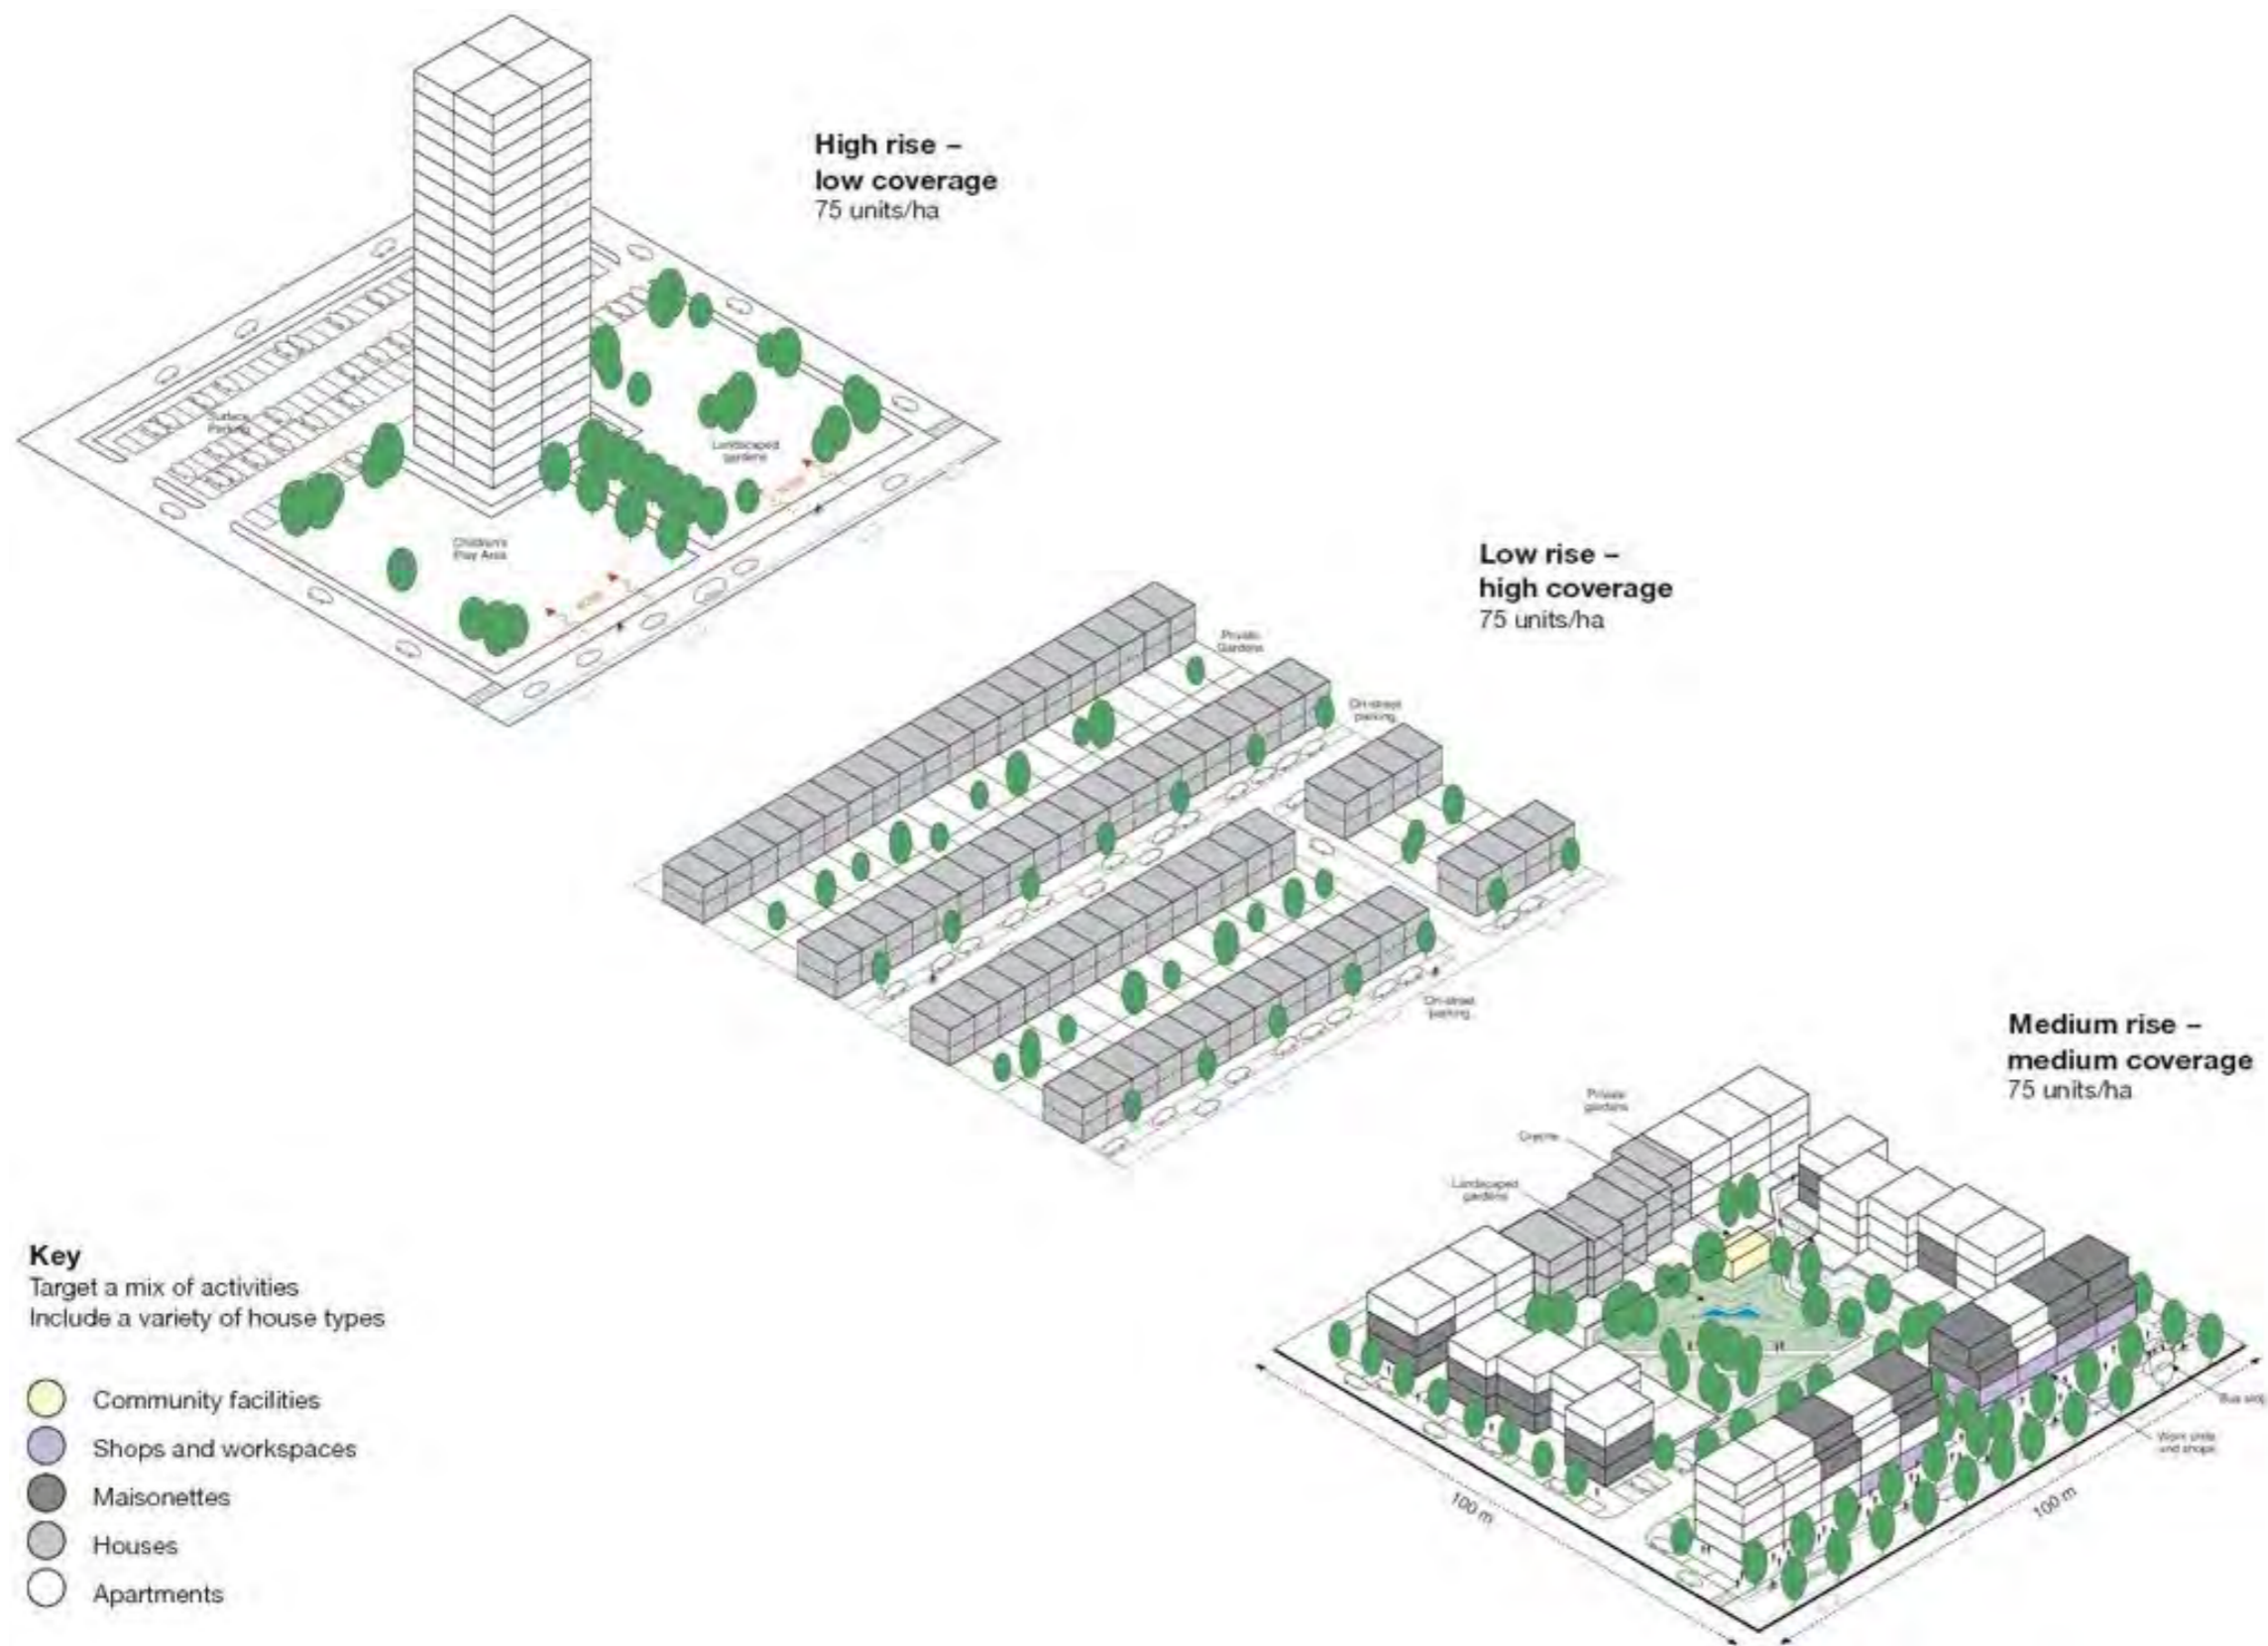 High rise –
low coverage
75 units/ha
Surface
Parking
Landscaped
gardens
Children's
Play Area
Low rise –
high coverage
75 units/ha
Private
Gardens
On-street
parking
On-street
parking
Medium rise –
medium coverage
75 units/ha
Private
gardens
Creche
Landscaped
gardens
Bus stop
Work units
and shops
100 m
100 m
Key
Target a mix of activities
Include a variety of house types
Community facilities
Shops and workspaces
Maisonettes
Houses
Apartments